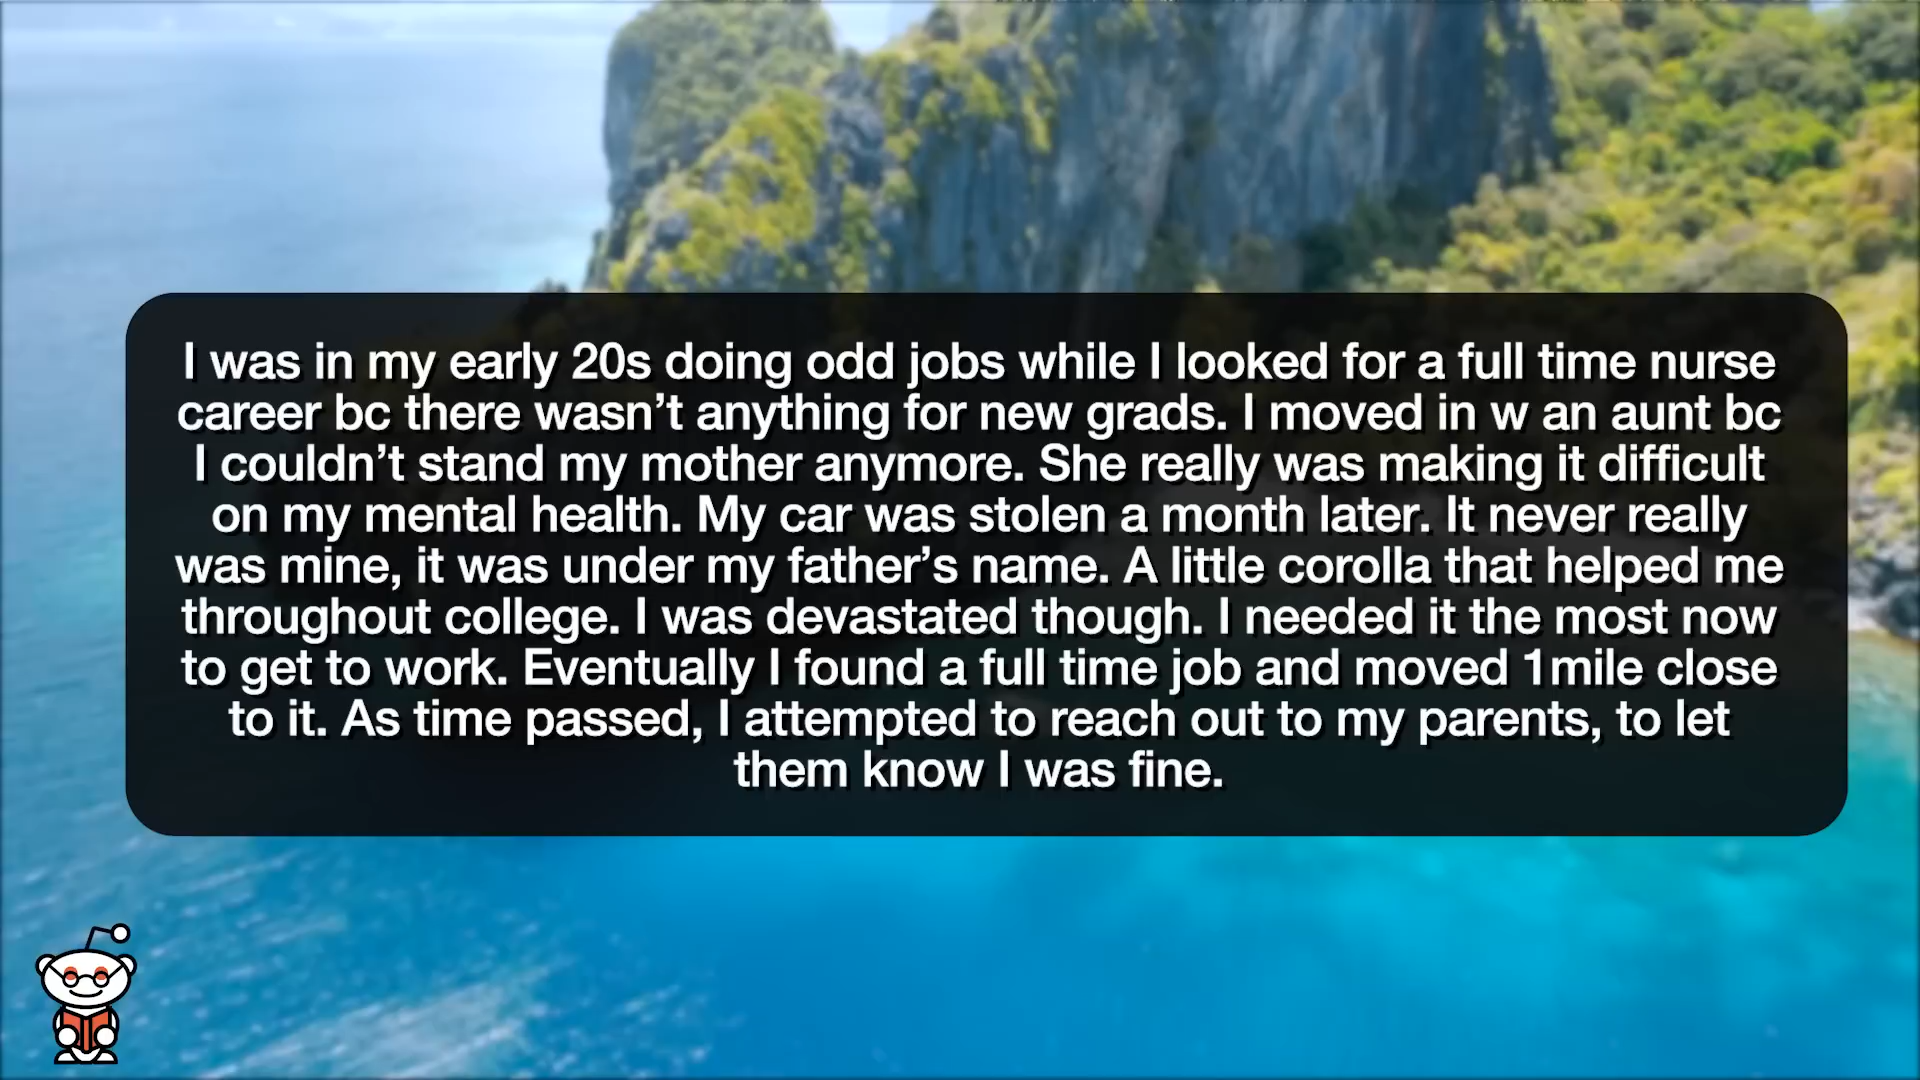 I was in my early 20s doing odd jobs while I looked for a full time nurse
career bc there wasn’t anything for new grads. I moved in w an aunt bc
I couldn’t stand my mother anymore. She really was making it difficult
on my mental health. My car was stolen a month later. It never really
was mine, it was under my father’s name. A little corolla that helped me
throughout college. I was devastated though. I needed it the most now
to get to work. Eventually I found a full time job and moved 1mile close
to it. As time passed, I attempted to reach out to my parents, to let
them know I was fine.